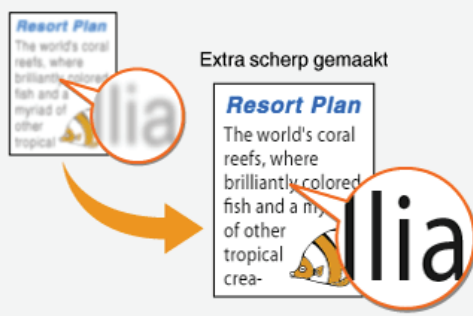 Resort Plan
The world's coral
reefs, where
brilliantly colored
fish and a
myriad of
other
tropical
llia
Extra scherp gemaakt
Resort Plan
The world's coral
reefs, where
brilliantly colored
fish and a my
of other
tropical
crea-
llia